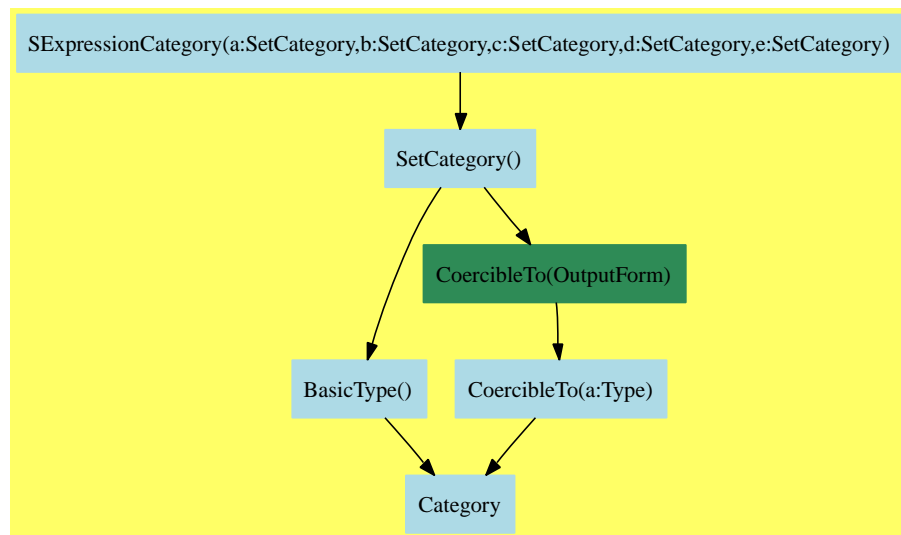 SExpressionCategory(a:SetCategory,b:SetCategory,c:SetCategory,d:SetCategory,e:SetCategory)
SetCategory()
CoercibleTo(OutputForm)
BasicType()
CoercibleTo(a:Type)
Category